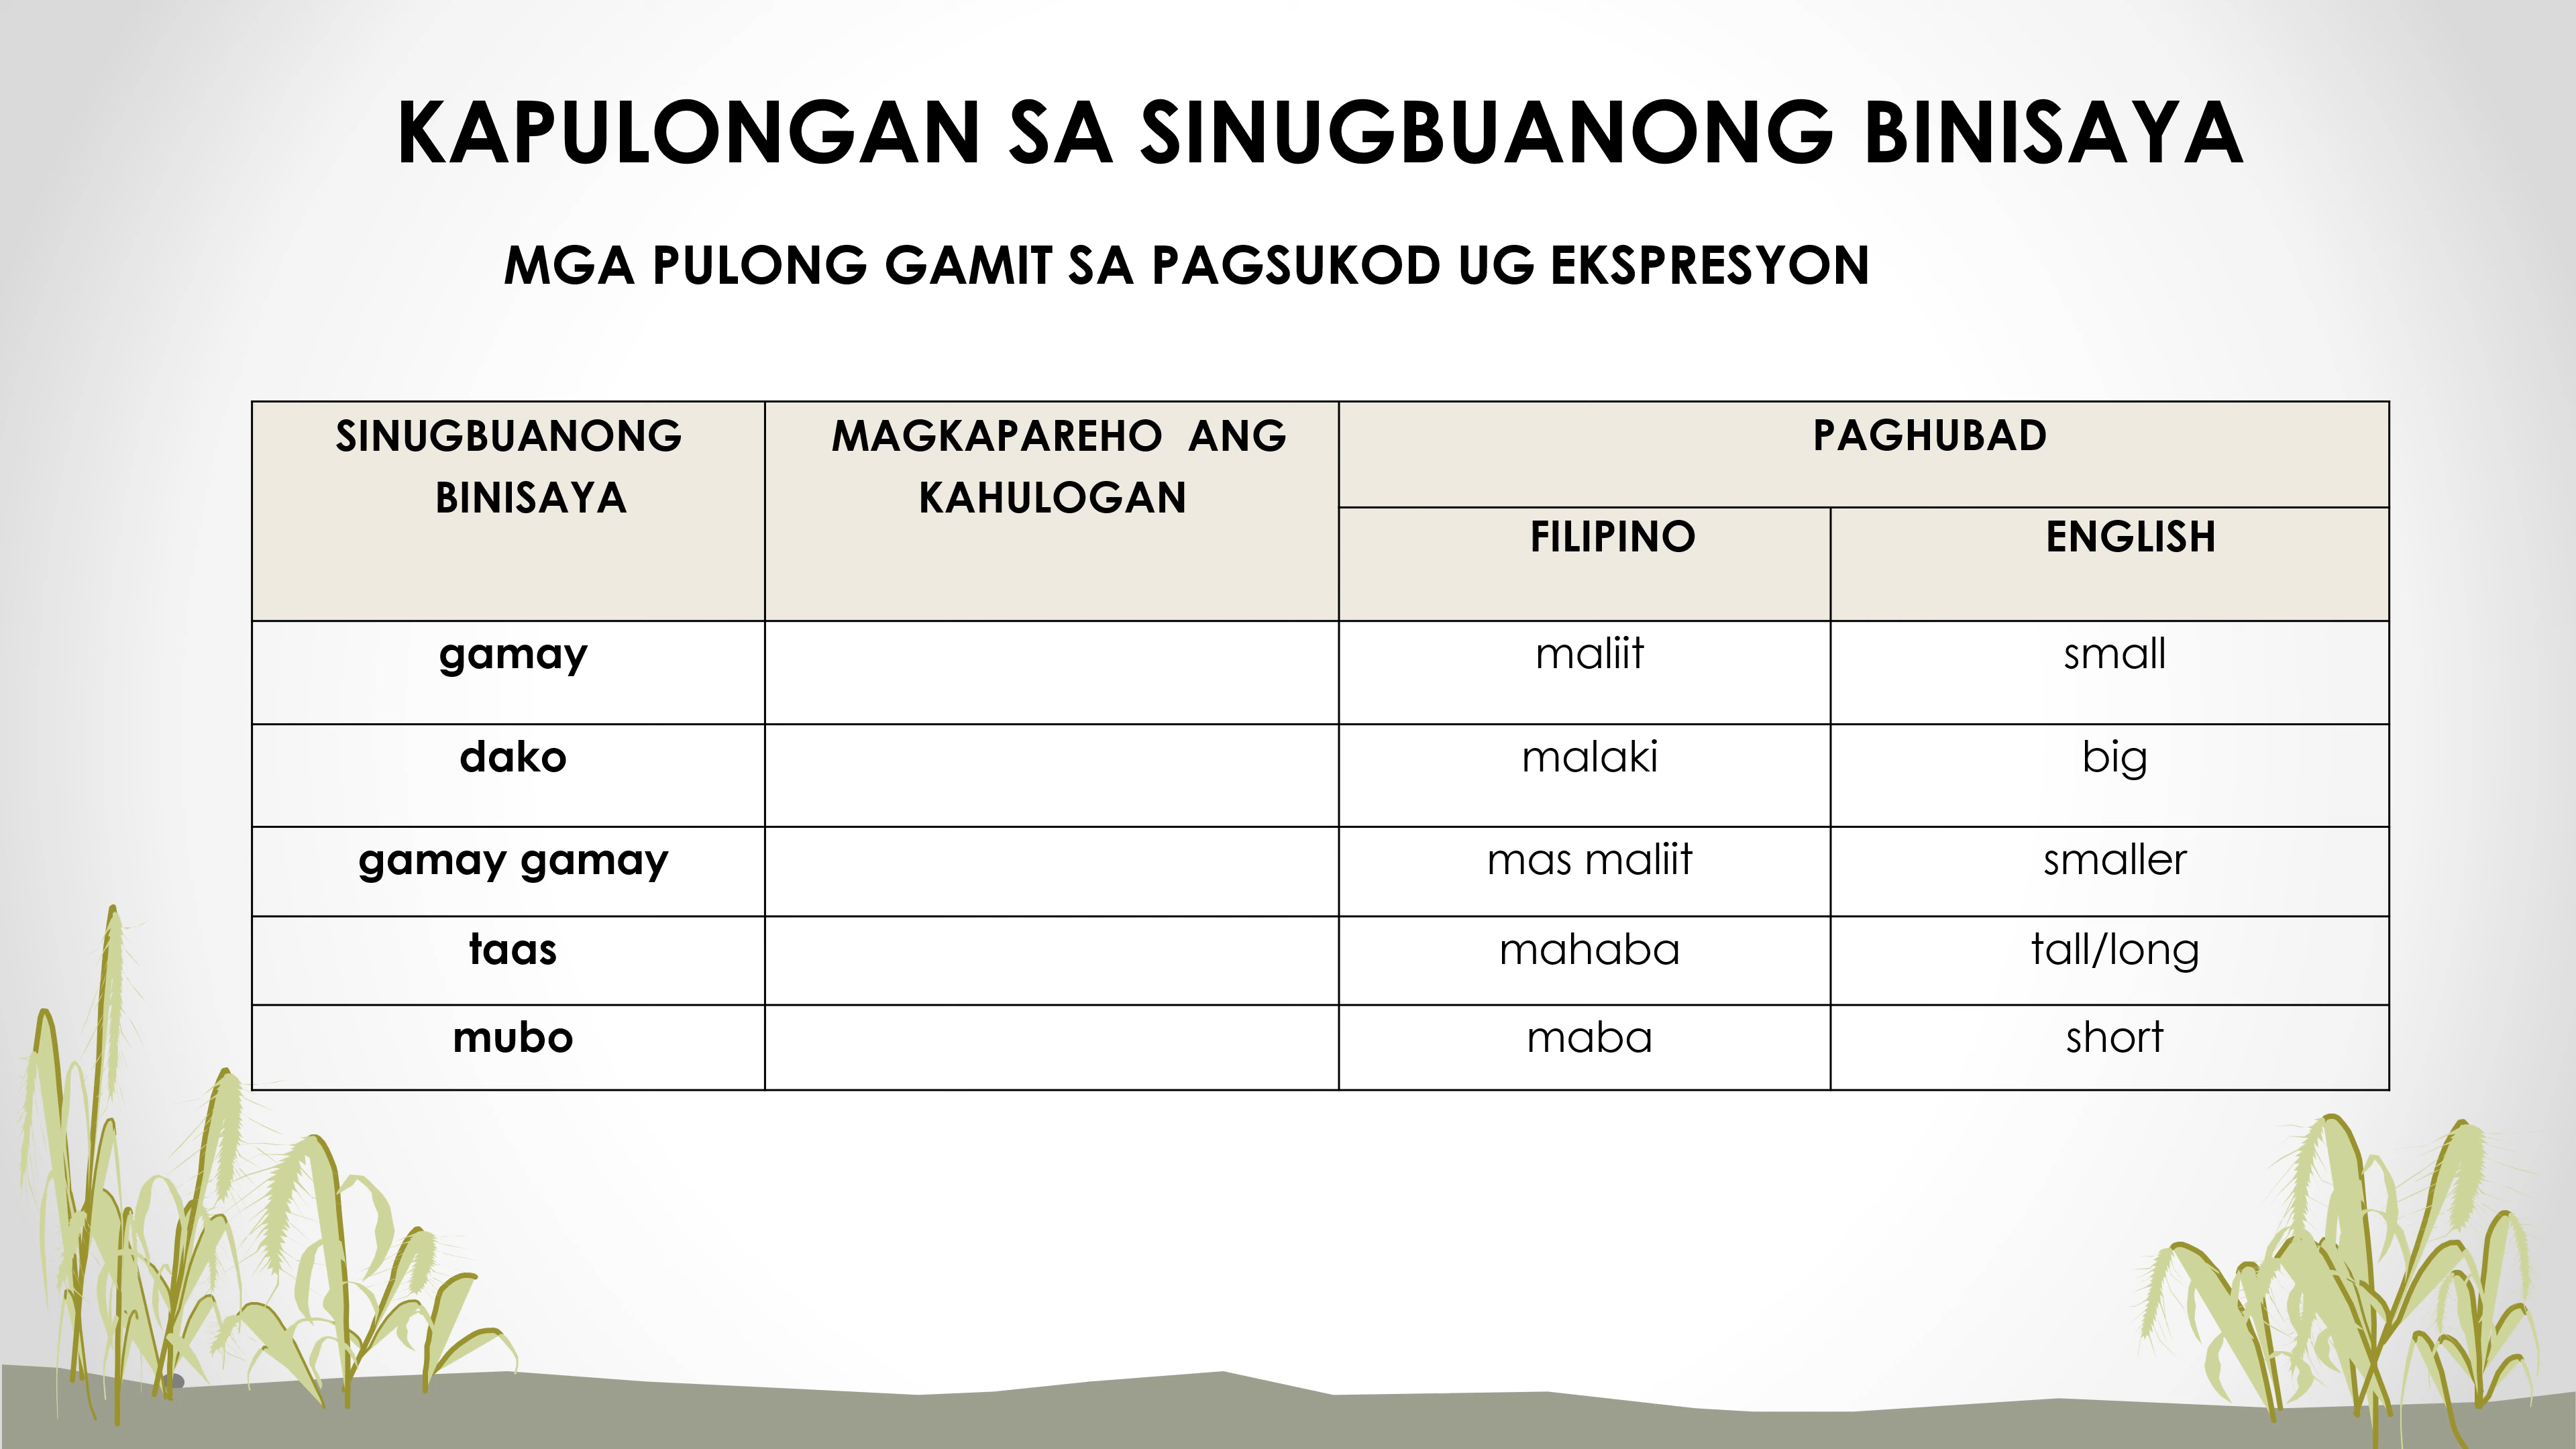 KAPULONGAN SA SINUGBUANONG BINISAYA
MGA PULONG GAMIT SA PAGSUKOD UG EKSPRESYON
SINUGBUANONG
BINISAYA
MAGKAPAREHO ANG
KAHULOGAN
PAGHUBAD
FILIPINO
ENGLISH
gamay
maliit
small
dako
malaki
big
gamay gamay
mas maliit
smaller
taas
mahaba
tall/long
mubo
maba
short